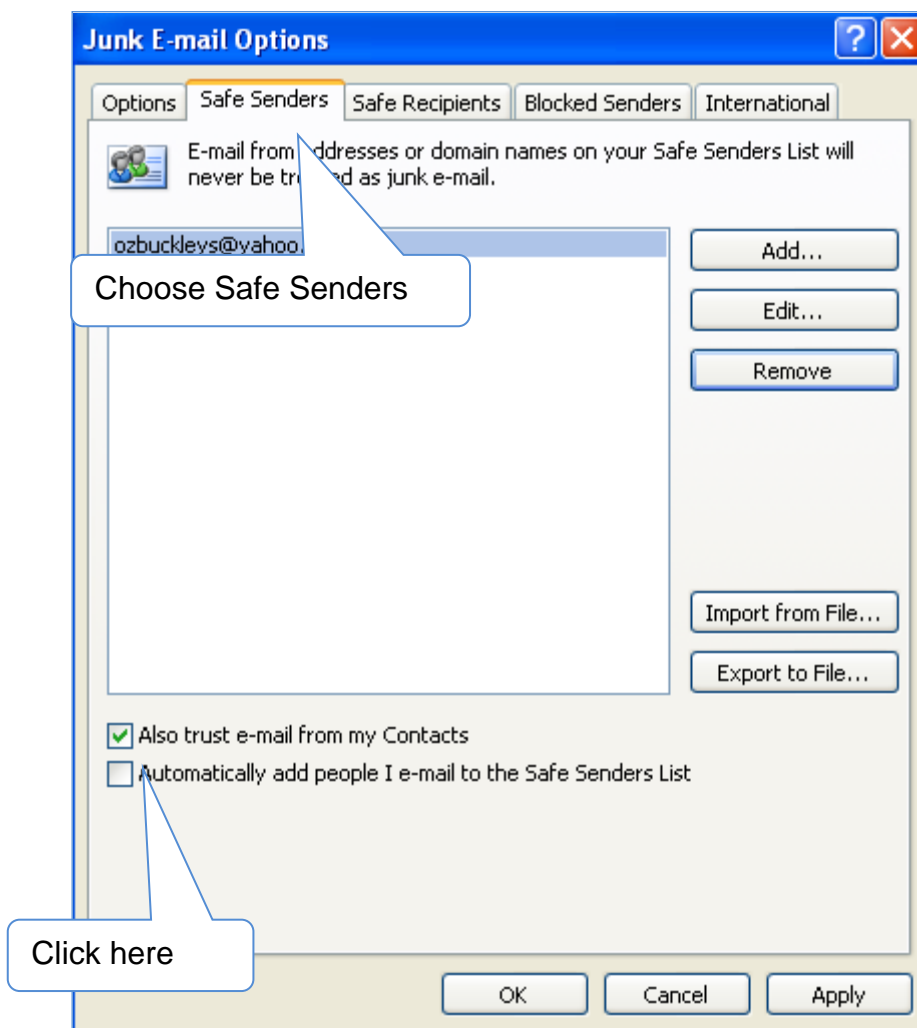 Junk E-mail Options
Options Safe Senders Safe Recipients Blocked Senders International
E-mail from addresses or domain names on your Safe Senders List will
never be treated as junk e-mail.
ozbuckleys@yahoo.
Choose Safe Senders
Add...
Edit...
Remove
Import from File...
Export to File...
Also trust e-mail from my Contacts
Automatically add people I e-mail to the Safe Senders List
Click here
OK Cancel Apply